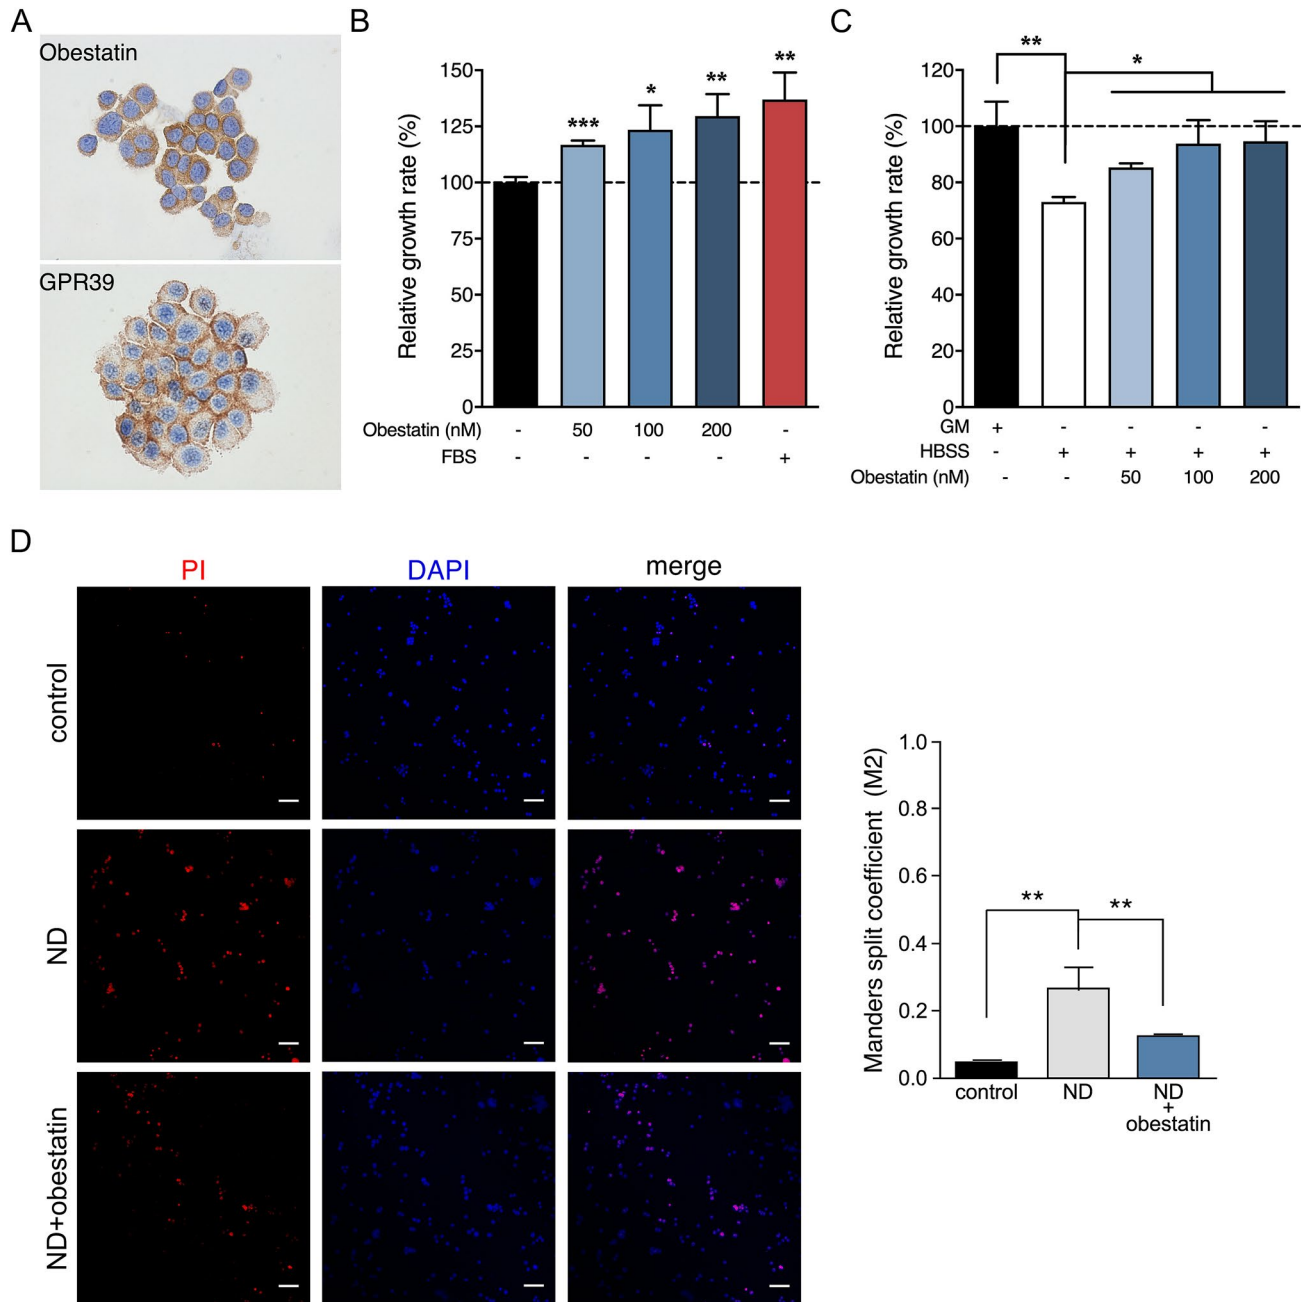 A
Obestatin
GPR39
B
Relative growth rate (%)
150
125
100
75
50
25
0
***
*
**
**
Obestatin (nM) - 50 100 200 -
FBS - - - - +
C
Relative growth rate (%)
120
100
80
60
40
20
0
**
*
GM + - - - -
HBSS - + + + +
Obestatin (nM) - - 50 100 200
D
PI DAPI merge
control
ND
ND+obestatin
Manders split coefficient (M2)
1.0
0.8
0.6
0.4
0.2
0.0
**
**
control ND ND
+
obestatin